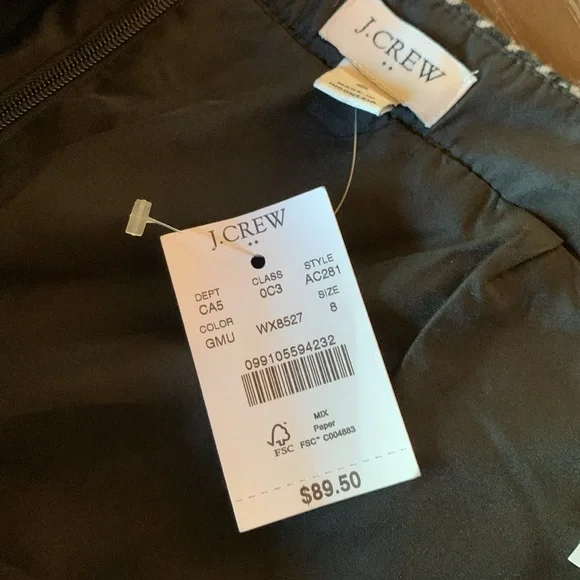 J.CREW
J.CREW
DEPT CLASS STYLE
CA5 0C3 AC281
COLOR SIZE
GMU WX8527 8
099105594232
MIX
Paper
FSC™ C004883
FSC
$89.50